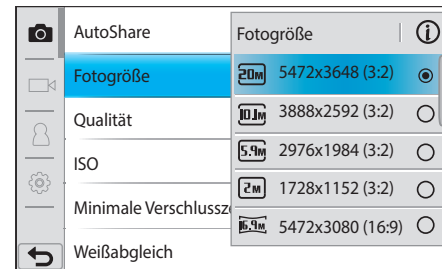 AutoShare
Fotogröße
Qualität
ISO
Minimale Verschlussz
Weißabgleich
Fotogröße
20M 5472x3648 (3:2)
10.1M 3888x2592 (3:2)
5.9M 2976x1984 (3:2)
2M 1728x1152 (3:2)
16.9M 5472x3080 (16:9)